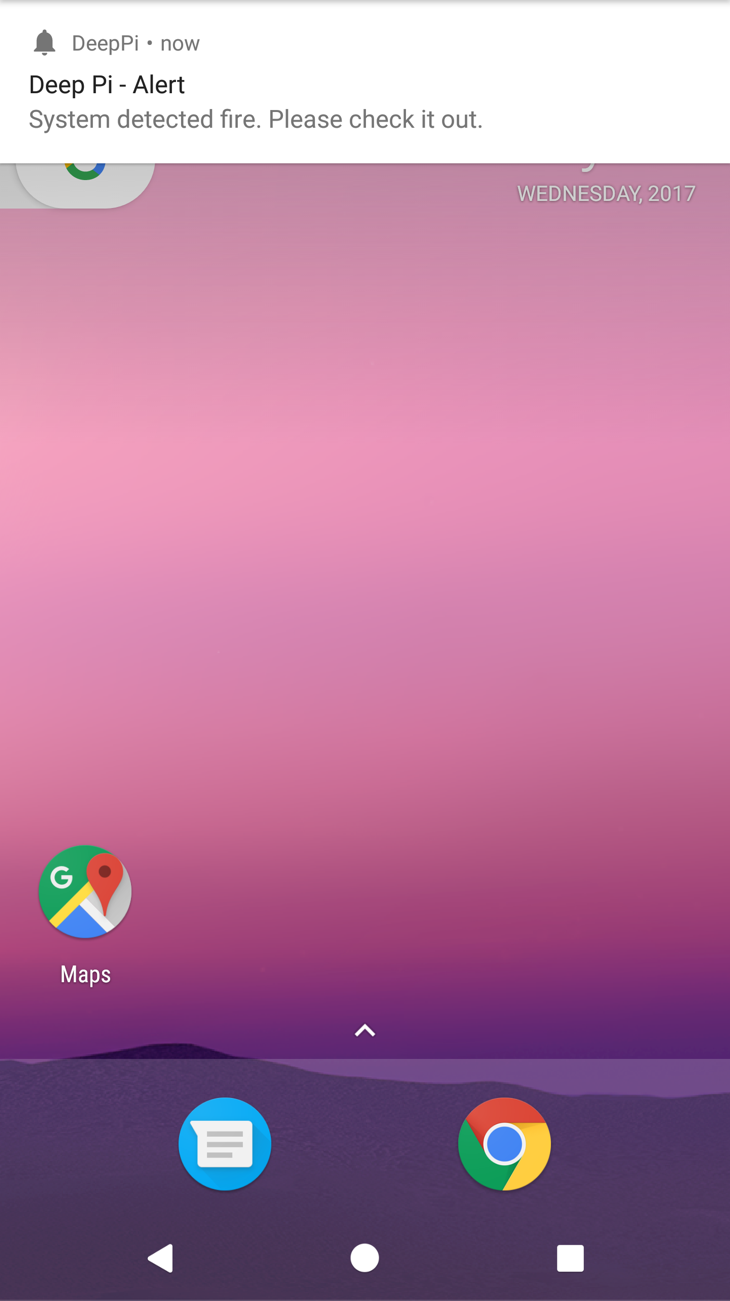 DeepPi • now
Deep Pi - Alert
System detected fire. Please check it out.
WEDNESDAY, 2017
Maps